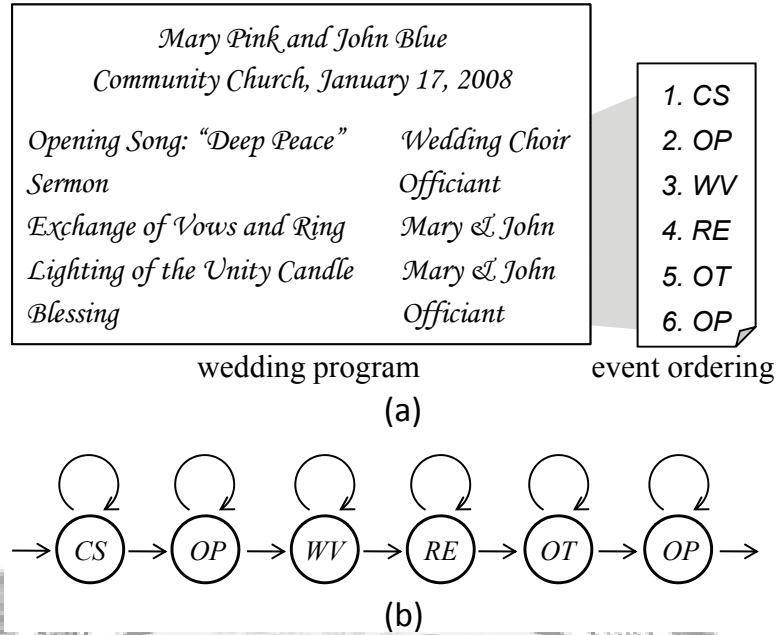 Mary Pink and John Blue
Community Church, January 17, 2008
Opening Song: “Deep Peace” Wedding Choir
Sermon Officiant
Exchange of Vows and Ring Mary & John
Lighting of the Unity Candle Mary & John
Blessing Officiant
1. CS
2. OP
3. WV
4. RE
5. OT
6. OP
wedding program event ordering
(a)
CS OP WV RE OT OP
(b)